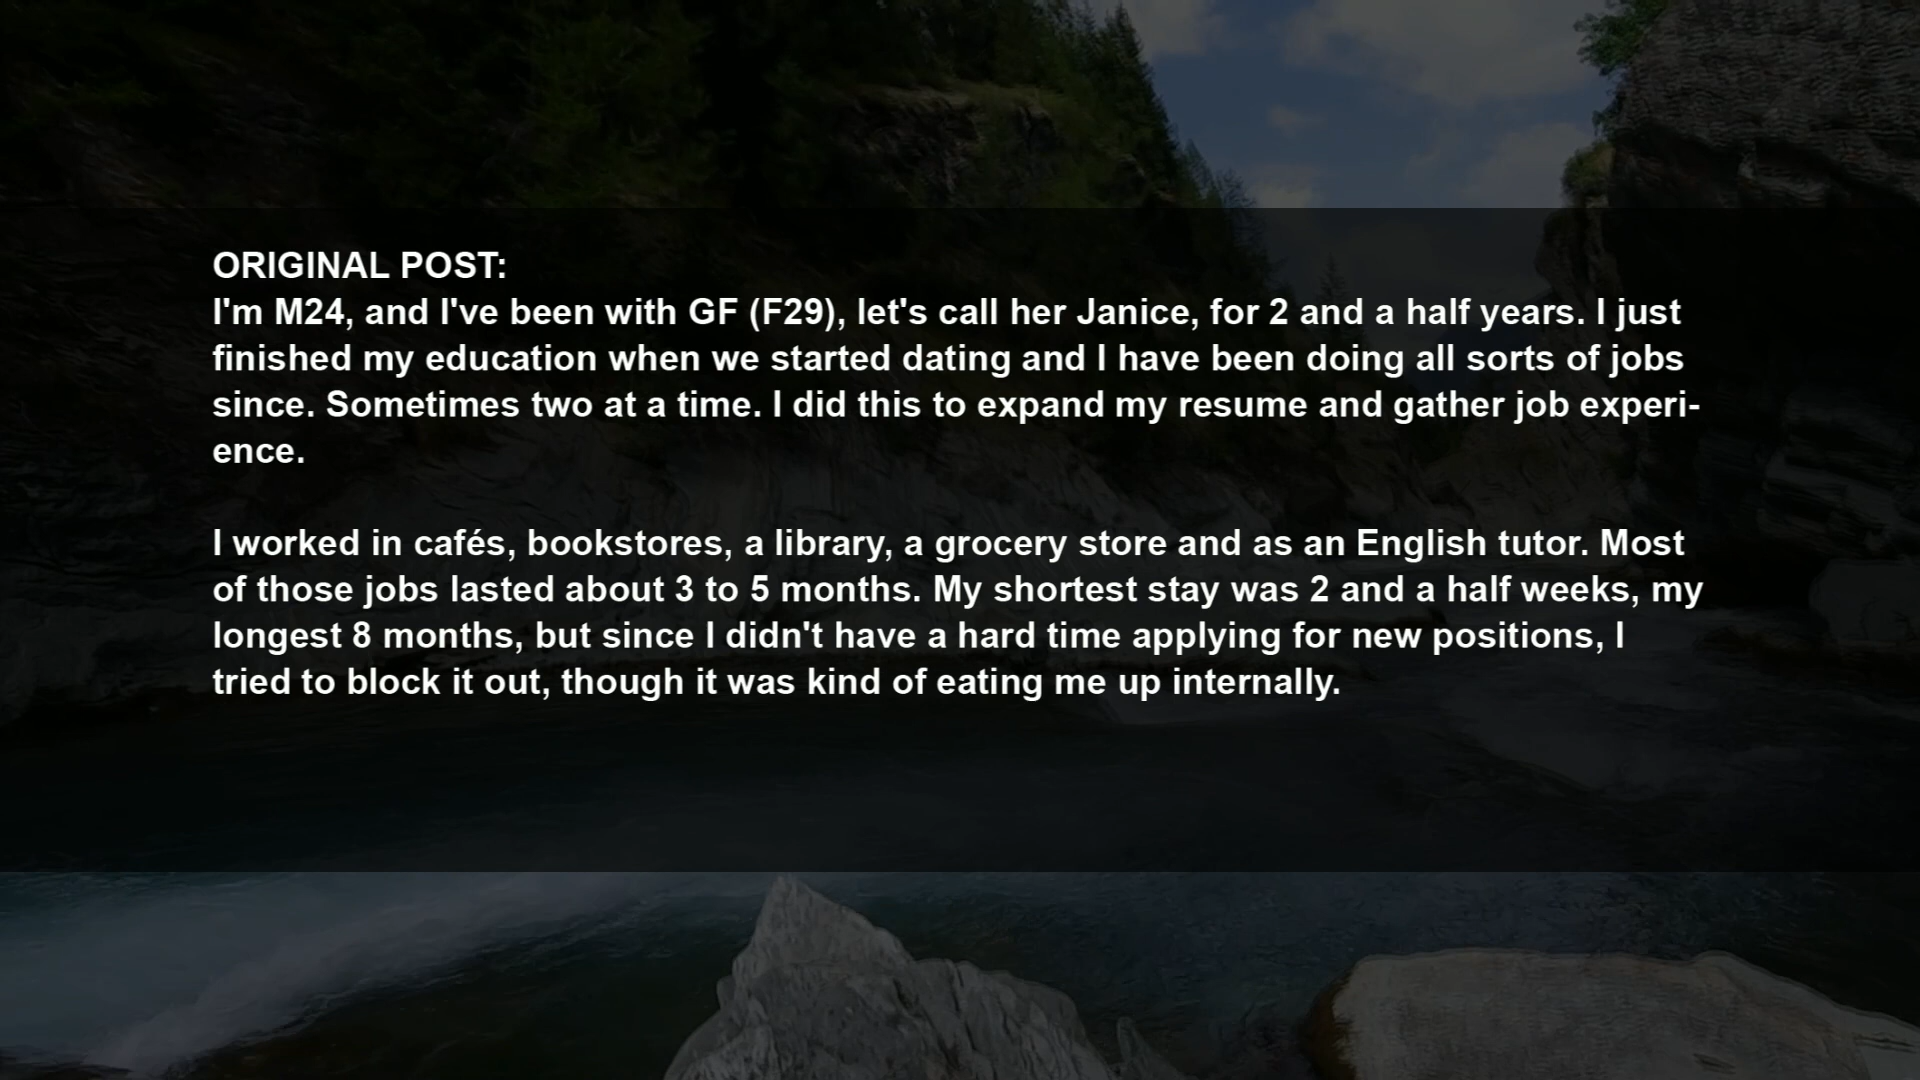 ORIGINAL POST:
I'm M24, and I've been with GF (F29), let's call her Janice, for 2 and a half years. I just
finished my education when we started dating and I have been doing all sorts of jobs
since. Sometimes two at a time. I did this to expand my resume and gather job experi-
ence.
I worked in cafés, bookstores, a library, a grocery store and as an English tutor. Most
of those jobs lasted about 3 to 5 months. My shortest stay was 2 and a half weeks, my
longest 8 months, but since I didn't have a hard time applying for new positions, I
tried to block it out, though it was kind of eating me up internally.